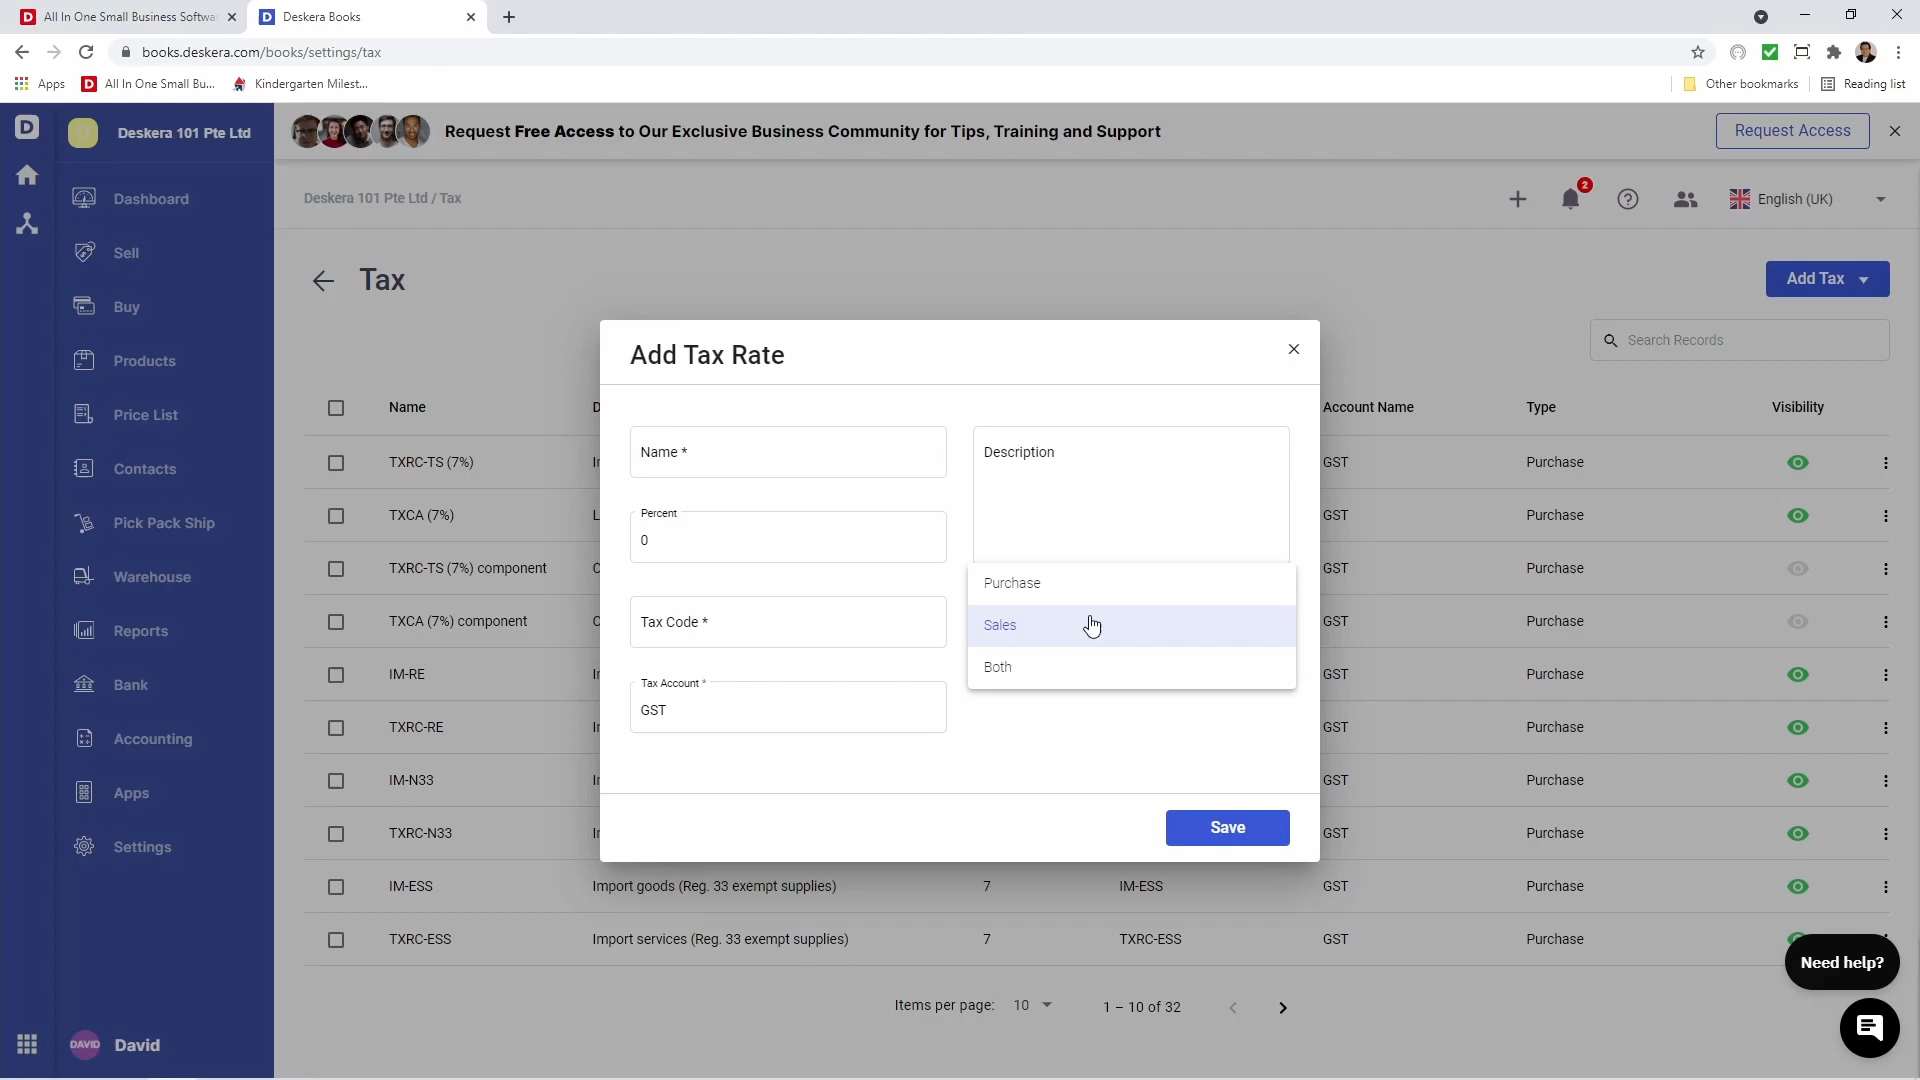 All In One Small Business Softwa
Deskera Books
books.deskera.com/books/settings/tax
Apps
All In One Small Bu...
Kindergarten Milest...
Other bookmarks
Reading list
Deskera 101 Pte Ltd
Request Free Access to Our Exclusive Business Community for Tips, Training and Support
Request Access
Dashboard
Sell
Buy
Products
Price List
Contacts
Pick Pack Ship
Warehouse
Reports
Bank
Accounting
Apps
Settings
DAVID
David
Deskera 101 Pte Ltd / Tax
2
English (UK)
Tax
Add Tax
Search Records
Name
D
Account Name
Type
Visibility
TXRC-TS (7%)
GST
Purchase
TXCA (7%)
L
GST
Purchase
TXRC-TS (7%) component
GST
Purchase
TXCA (7%) component
GST
Purchase
IM-RE
GST
Purchase
TXRC-RE
GST
Purchase
IM-N33
GST
Purchase
TXRC-N33
GST
Purchase
IM-ESS
Import goods (Reg. 33 exempt supplies)
7
IM-ESS
GST
Purchase
TXRC-ESS
Import services (Reg. 33 exempt supplies)
7
TXRC-ESS
GST
Purchase
Items per page: 10
1 – 10 of 32
Add Tax Rate
Name *
Description
Percent
0
Tax Code *
Tax Account *
GST
Purchase
Sales
Both
Save
Need help?